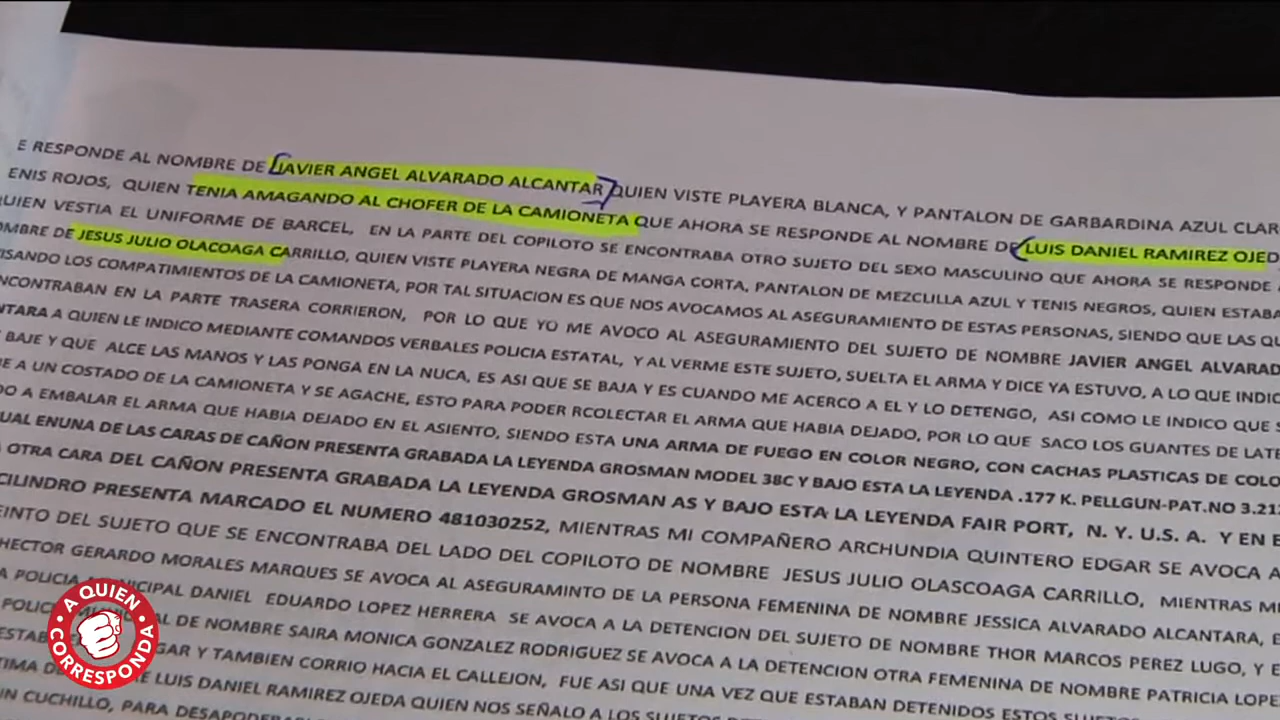 E RESPONDE AL NOMBRE DE JAVIER ANGEL ALVARADO ALCANTAR QUIEN VISTE PLAYERA BLANCA, Y PANTALON DE GARBARDINA AZUL CLAR
ENIS ROJOS, QUIEN TENIA AMAGANDO AL CHOFER DE LA CAMIONETA QUE AHORA SE RESPONDE AL NOMBRE DE LUIS DANIEL RAMIREZ OJED
QUIEN VESTIA EL UNIFORME DE BARCEL, EN LA PARTE DEL COPILOTO SE ENCONTRABA OTRO SUJETO DEL SEXO MASCULINO QUE AHORA SE RESPONDE
OMBRE DE JESUS JULIO OLACOAGA CARRILLO, QUIEN VISTE PLAYERA NEGRA DE MANGA CORTA, PANTALON DE MEZCLILLA AZUL Y TENIS NEGROS, QUIEN ESTABA
ISANDO LOS COMPATIMIENTOS DE LA CAMIONETA, POR TAL SITUACION ES QUE NOS AVOCAMOS AL ASEGURAMIENTO DE ESTAS PERSONAS, SIENDO QUE LAS QU
NCONTRABAN EN LA PARTE TRASERA CORRIERON, POR LO QUE YO ME AVOCO AL ASEGURAMIENTO DEL SUJETO DE NOMBRE JAVIER ANGEL ALVARAD
NTARA A QUIEN LE INDICO MEDIANTE COMANDOS VERBALES POLICIA ESTATAL, Y AL VERME ESTE SUJETO, SUELTA EL ARMA Y DICE YA ESTUVO, A LO QUE INDIC
BAJE Y QUE ALCE LAS MANOS Y LAS PONGA EN LA NUCA, ES ASI QUE SE BAJA Y ES CUANDO ME ACERCO A EL Y LO DETENGO, ASI COMO LE INDICO QUE S
E A UN COSTADO DE LA CAMIONETA Y SE AGACHE, ESTO PARA PODER RCOLECTAR EL ARMA QUE HABIA DEJADO, POR LO QUE SACO LOS GUANTES DE LATE
DO A EMBALAR EL ARMA QUE HABIA DEJADO EN EL ASIENTO, SIENDO ESTA UNA ARMA DE FUEGO EN COLOR NEGRO, CON CACHAS PLASTICAS DE COLO
UAL ENUNA DE LAS CARAS DE CAÑON PRESENTA GRABADA LA LEYENDA GROSMAN MODEL 38C Y BAJO ESTA LA LEYENDA .177 K. PELLGUN-PAT.NO 3.21
A OTRA CARA DEL CAÑON PRESENTA GRABADA LA LEYENDA GROSMAN AS Y BAJO ESTA LA LEYENDA FAIR PORT, N. Y. U.S. A. Y EN E
CILINDRO PRESENTA MARCADO EL NUMERO 481030252, MIENTRAS MI COMPAÑERO ARCHUNDIA QUINTERO EDGAR SE AVOCA A
EINTO DEL SUJETO QUE SE ENCONTRABA DEL LADO DEL COPILOTO DE NOMBRE JESUS JULIO OLASCOAGA CARRILLO, MIENTRAS MI
HECTOR GERARDO MORALES MARQUES SE AVOCA AL ASEGURAMINTO DE LA PERSONA FEMENINA DE NOMBRE JESSICA ALVARADO ALCANTARA, E
A POLICIA MUNICIPAL DANIEL EDUARDO LOPEZ HERRERA SE AVOCA A LA DETENCION DEL SUJETO DE NOMBRE THOR MARCOS PEREZ LUGO, Y E
POLICI DE NOMBRE SAIRA MONICA GONZALEZ RODRIGUEZ SE AVOCA A LA DETENCION OTRA FEMENINA DE NOMBRE PATRICIA LOPE
ESTAB GAR Y TAMBIEN CORRIO HACIA EL CALLEJON, FUE ASI QUE UNA VEZ QUE ESTABAN DETENIDOS ESTOS SUJETOS
TIMA DE LUIS DANIEL RAMIREZ OJEDA QUIEN NOS SEÑALO A LOS SUJETOS
UN CUCHILLO, PARA
A QUIEN CORRESPONDA